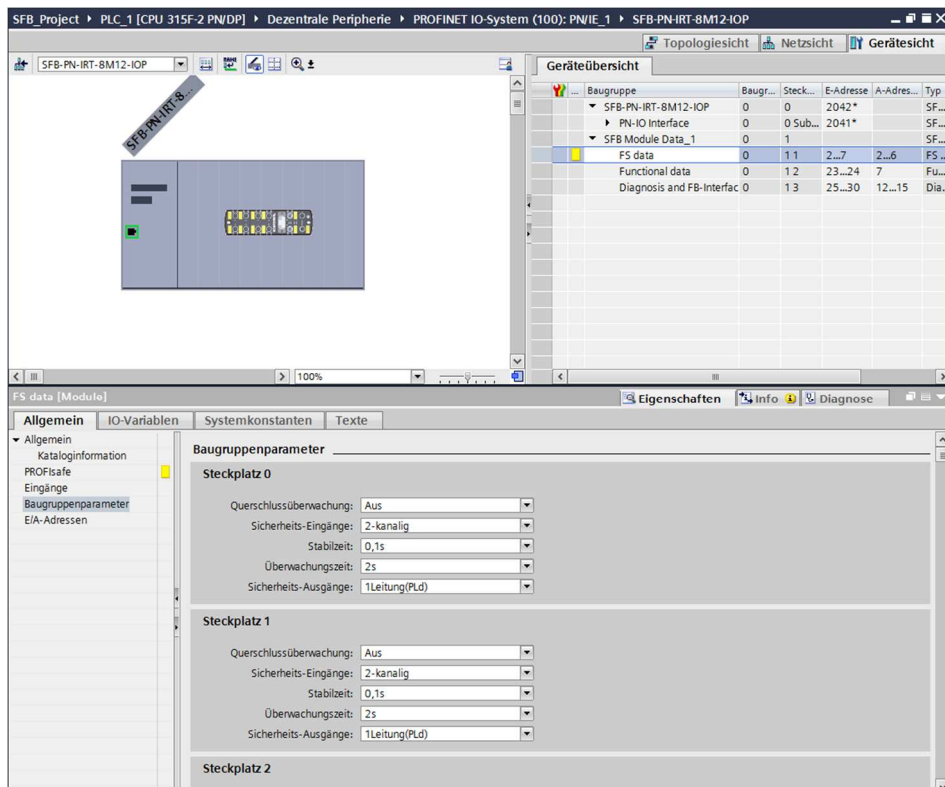 SFB_Project ▸ PLC_1 [CPU 315F-2 PN/DP] ▸ Dezentrale Peripherie ▸ PROFINET IO-System (100): PN/IE_1 ▸ SFB-PN-IRT-8M12-IOP
Topologiesicht Netzsicht Gerätesicht
SFB-PN-IRT-8M12-IOP
Geräteübersicht
... Baugruppe Baugr... Steck... E-Adresse A-Adres... Typ
SFB-PN-IRT-8M12-IOP 0 0 2042* SF...
PN-IO Interface 0 0 Sub... 2041* SF...
SFB Module Data_1 0 1 SF...
FS data 0 1 1 2...7 2...6 FS ..
Functional data 0 1 2 23...24 7 Fu...
Diagnosis and FB-Interfac 0 1 3 25...30 12...15 Dia.
SFB-PN-IRT-8...
100%
FS data [Module]
Eigenschaften Info Diagnose
Allgemein IO-Variablen Systemkonstanten Texte
Allgemein
Kataloginformation
PROFIsafe
Eingänge
Baugruppenparameter
E/A-Adressen
Baugruppenparameter
Steckplatz 0
Querschlussüberwachung: Aus
Sicherheits-Eingänge: 2-kanalig
Stabilzeit: 0,1s
Überwachungszeit: 2s
Sicherheits-Ausgänge: 1Leitung(PLd)
Steckplatz 1
Querschlussüberwachung: Aus
Sicherheits-Eingänge: 2-kanalig
Stabilzeit: 0,1s
Überwachungszeit: 2s
Sicherheits-Ausgänge: 1Leitung(PLd)
Steckplatz 2